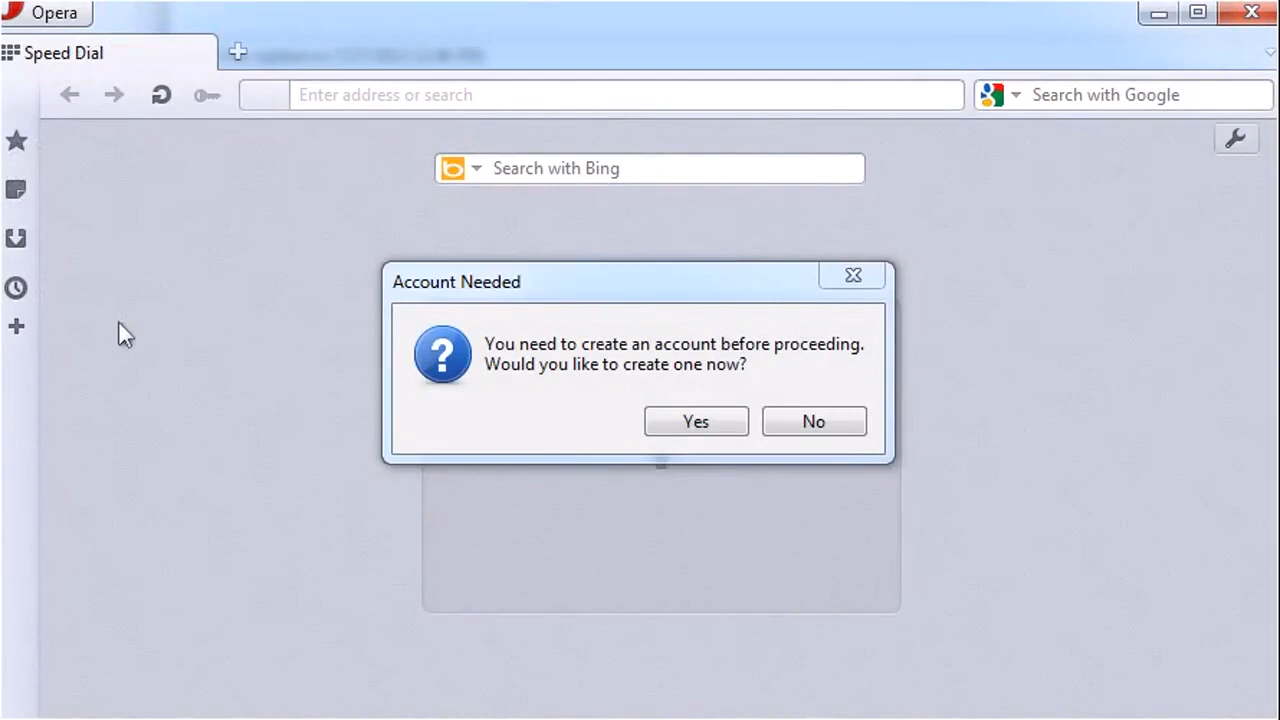 Opera
Speed Dial
Enter address or search
Search with Google
Search with Bing
Account Needed
You need to create an account before proceeding.
Would you like to create one now?
Yes
No